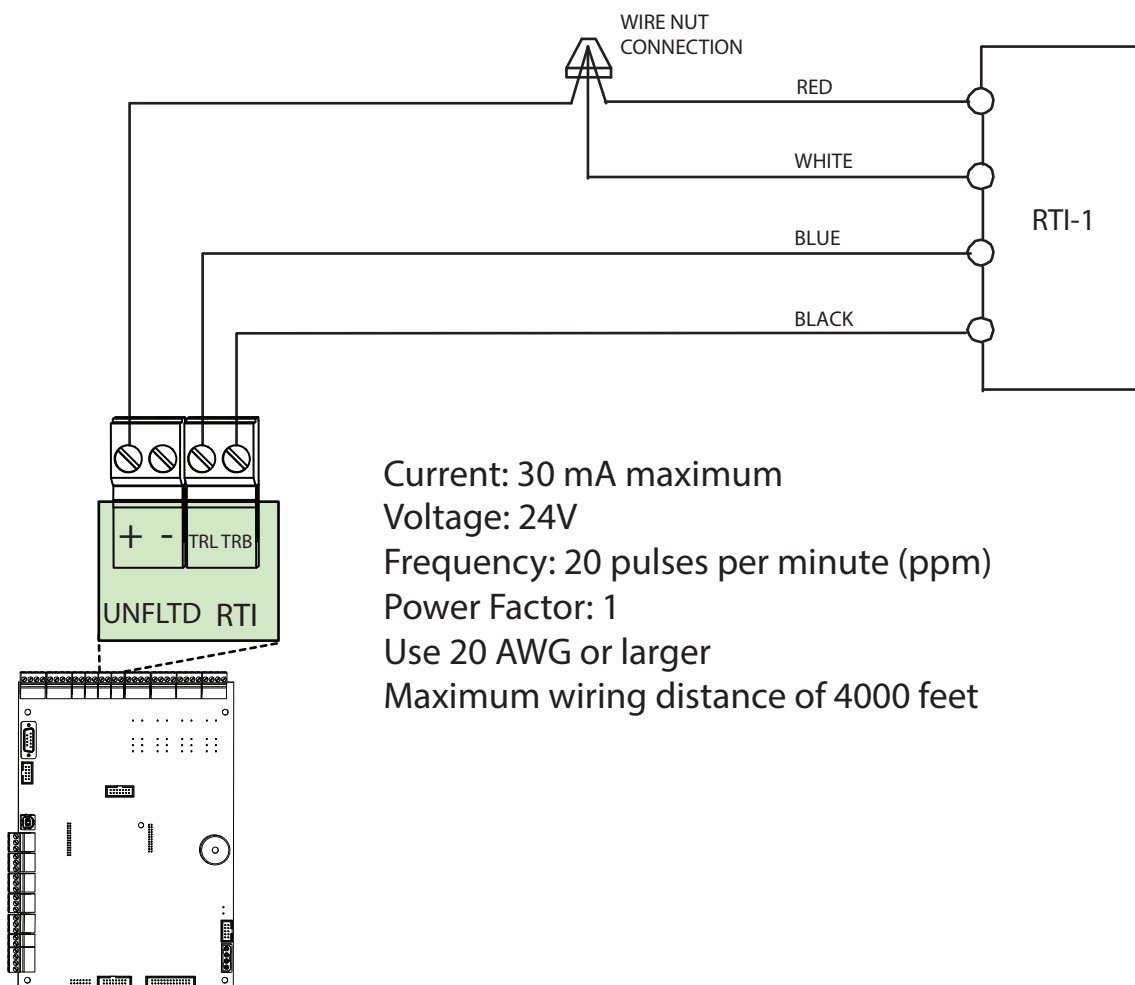 WIRE NUT
CONNECTION
RED
WHITE
RTI-1
BLUE
BLACK
+ - TRL TRB
UNFLTD RTI
Current: 30 mA maximum
Voltage: 24V
Frequency: 20 pulses per minute (ppm)
Power Factor: 1
Use 20 AWG or larger
Maximum wiring distance of 4000 feet